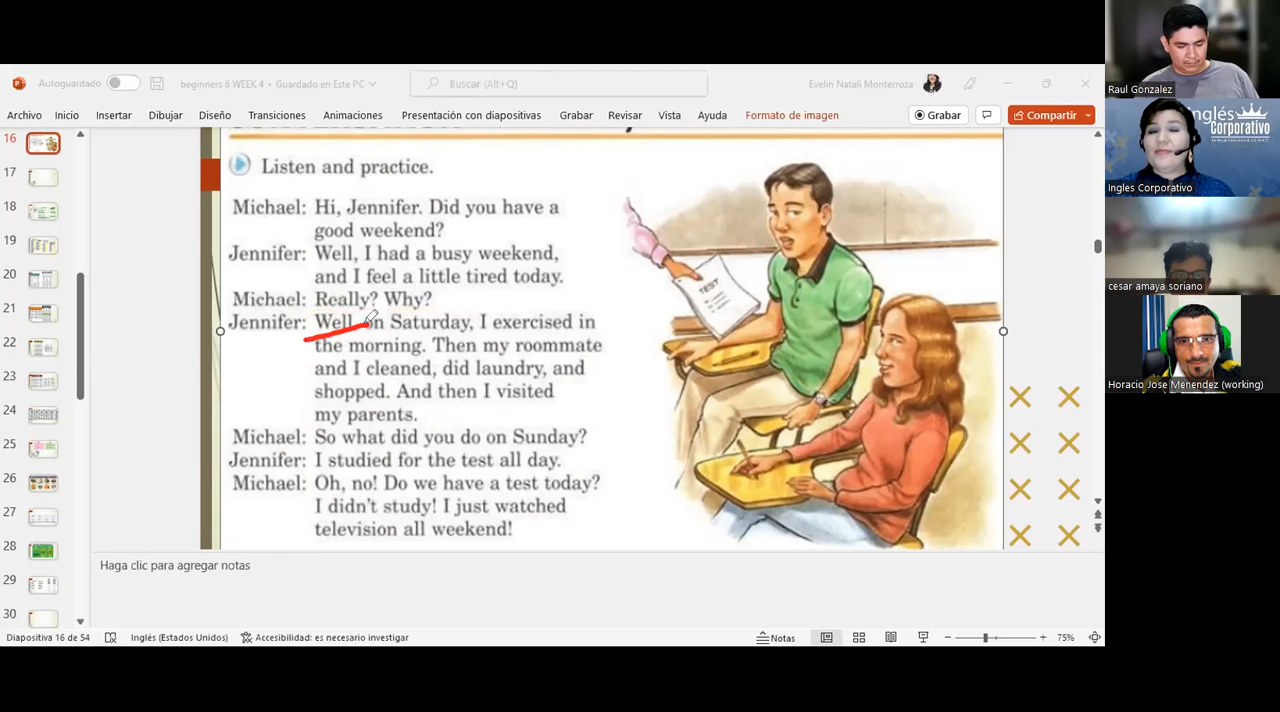 Autoguardado
beginners 6 WEEK 4 • Guardado en Este PC
Buscar (Alt+Q)
Evelin Natali Monterroza
Archivo Inicio Insertar Dibujar Diseño Transiciones Animaciones Presentación con diapositivas Grabar Revisar Vista Ayuda Formato de imagen
Grabar
Compartir
Listen and practice.
Michael: Hi, Jennifer. Did you have a
good weekend?
Jennifer: Well, I had a busy weekend,
and I feel a little tired today.
Michael: Really? Why?
Jennifer: Well, on Saturday, I exercised in
the morning. Then my roommate
and I cleaned, did laundry, and
shopped. And then I visited
my parents.
Michael: So what did you do on Sunday?
Jennifer: I studied for the test all day.
Michael: Oh, no! Do we have a test today?
I didn't study! I just watched
television all weekend!
TEST
16
17
18
19
20
21
22
23
24
25
26
27
28
29
30
Haga clic para agregar notas
Diapositiva 16 de 54 Inglés (Estados Unidos) Accesibilidad: es necesario investigar
Notas
75%
Raul Gonzalez
Inglés
Corporativo
Ingles Corporativo
cesar amaya soriano
Horacio Jose Menendez (working)